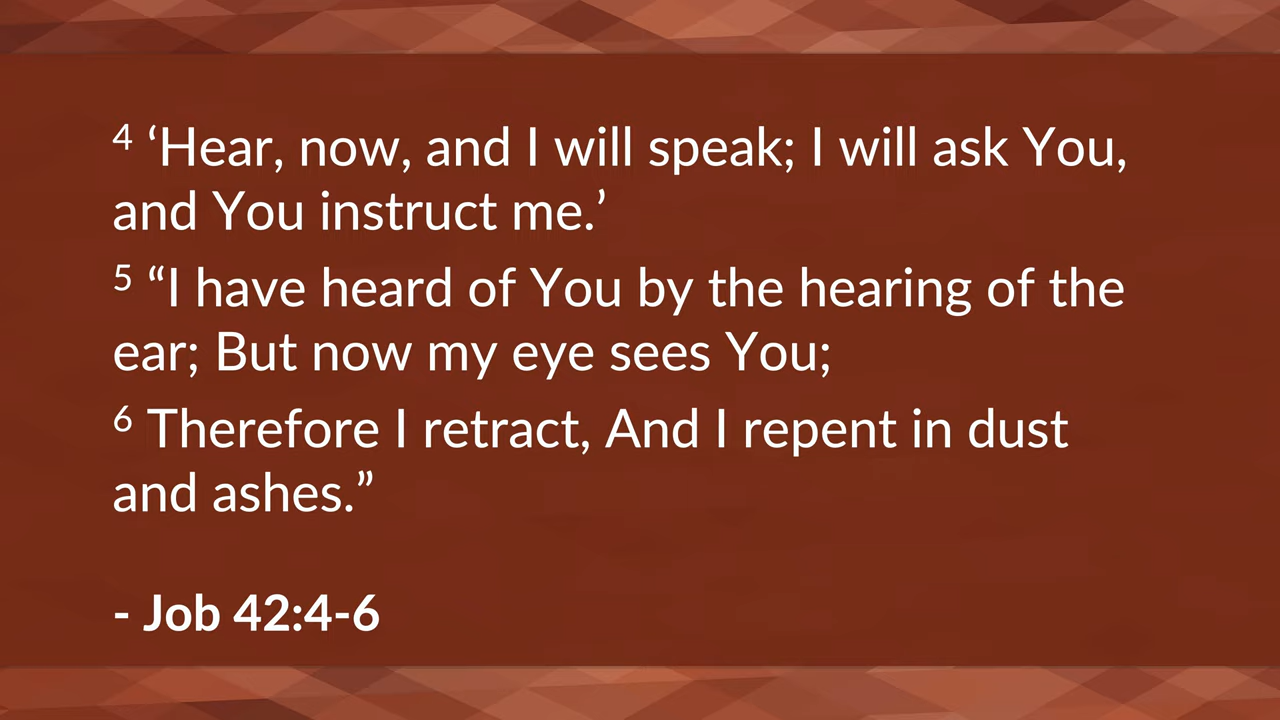 4 ‘Hear, now, and I will speak; I will ask You,
and You instruct me.’
5 “I have heard of You by the hearing of the
ear; But now my eye sees You;
6 Therefore I retract, And I repent in dust
and ashes.”
- Job 42:4-6